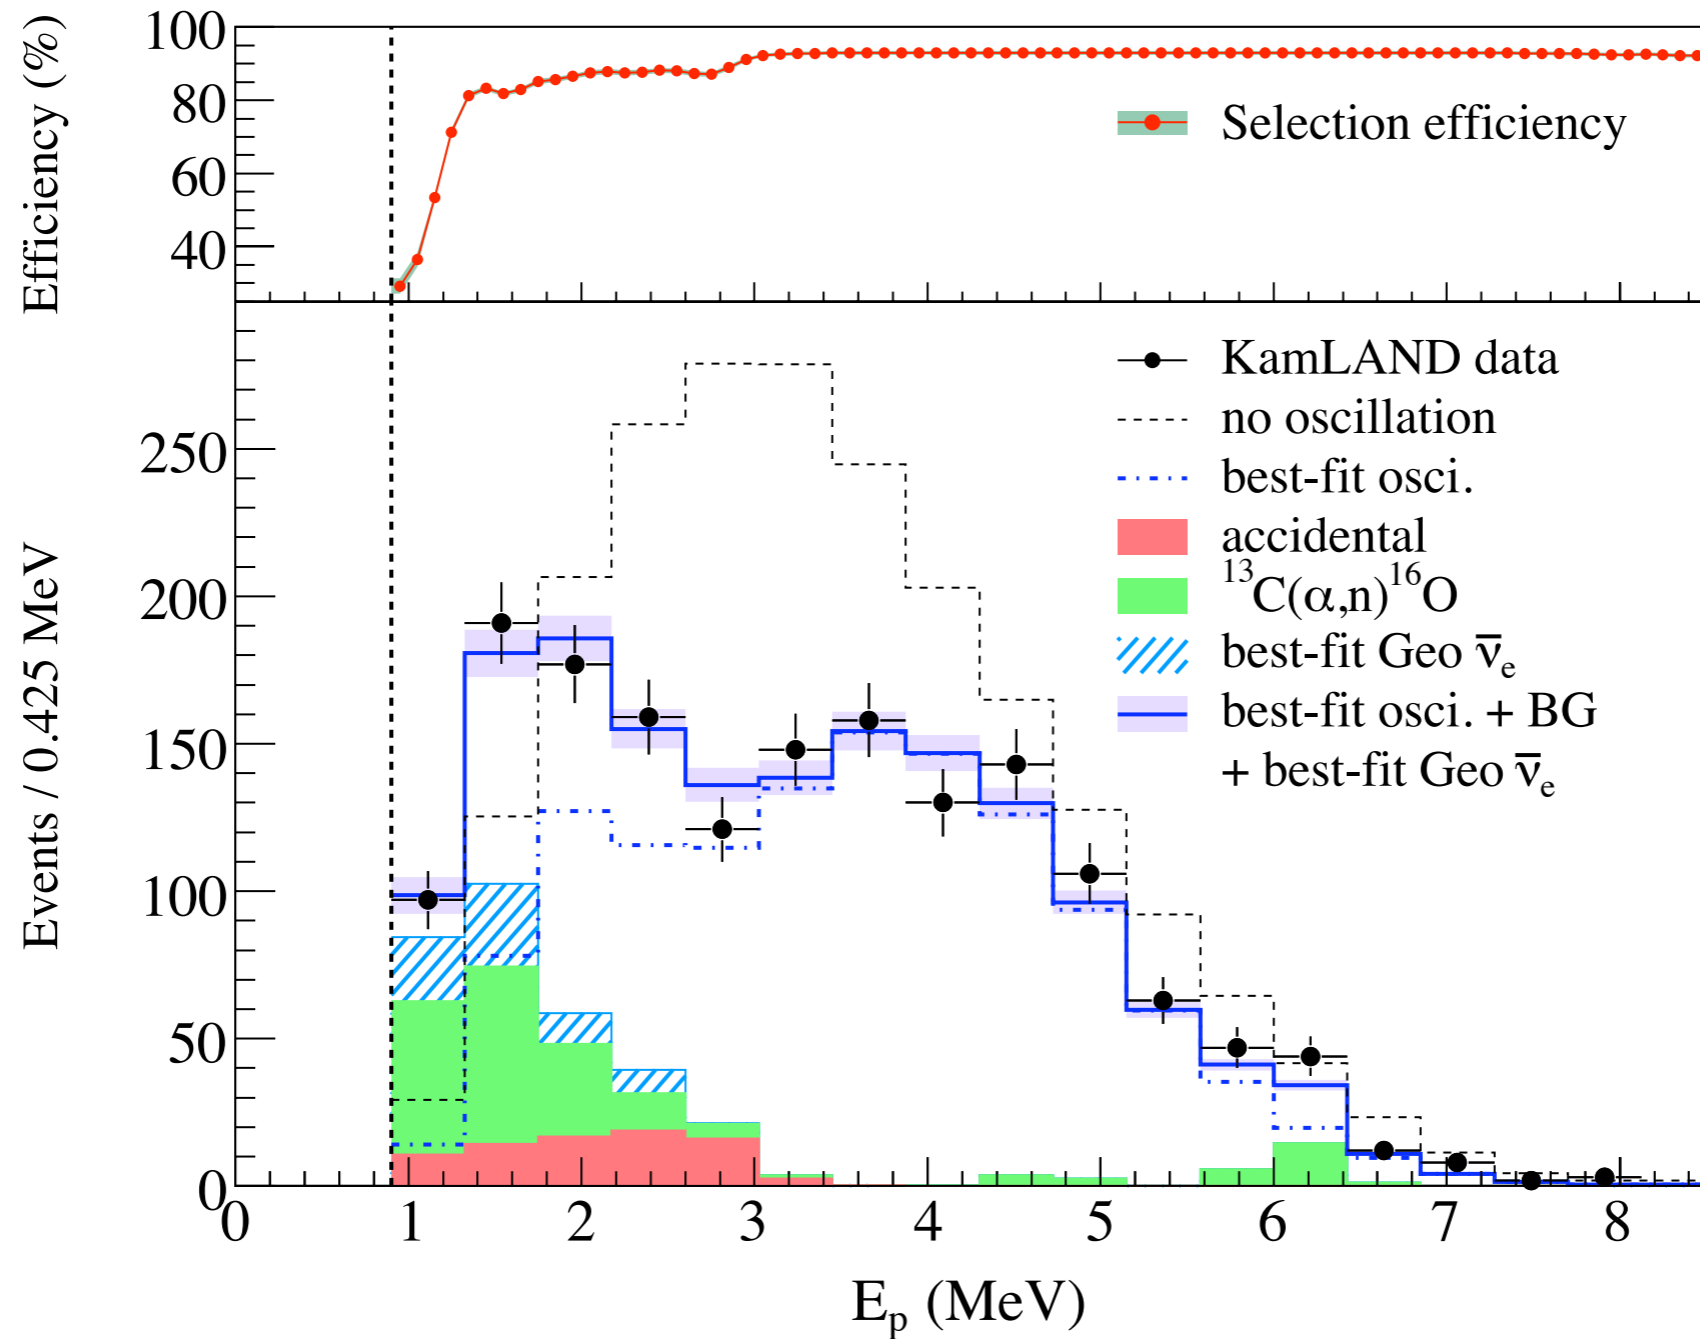 Efficiency (%)
100
80
60
40
Selection efficiency
Events / 0.425 MeV
250
200
150
100
50
0
KamLAND data
no oscillation
best-fit osci.
accidental
¹³C(α,n)¹⁶O
best-fit Geo ν̅ₑ
best-fit osci. + BG
+ best-fit Geo ν̅ₑ
0 1 2 3 4 5 6 7 8
Eₚ (MeV)